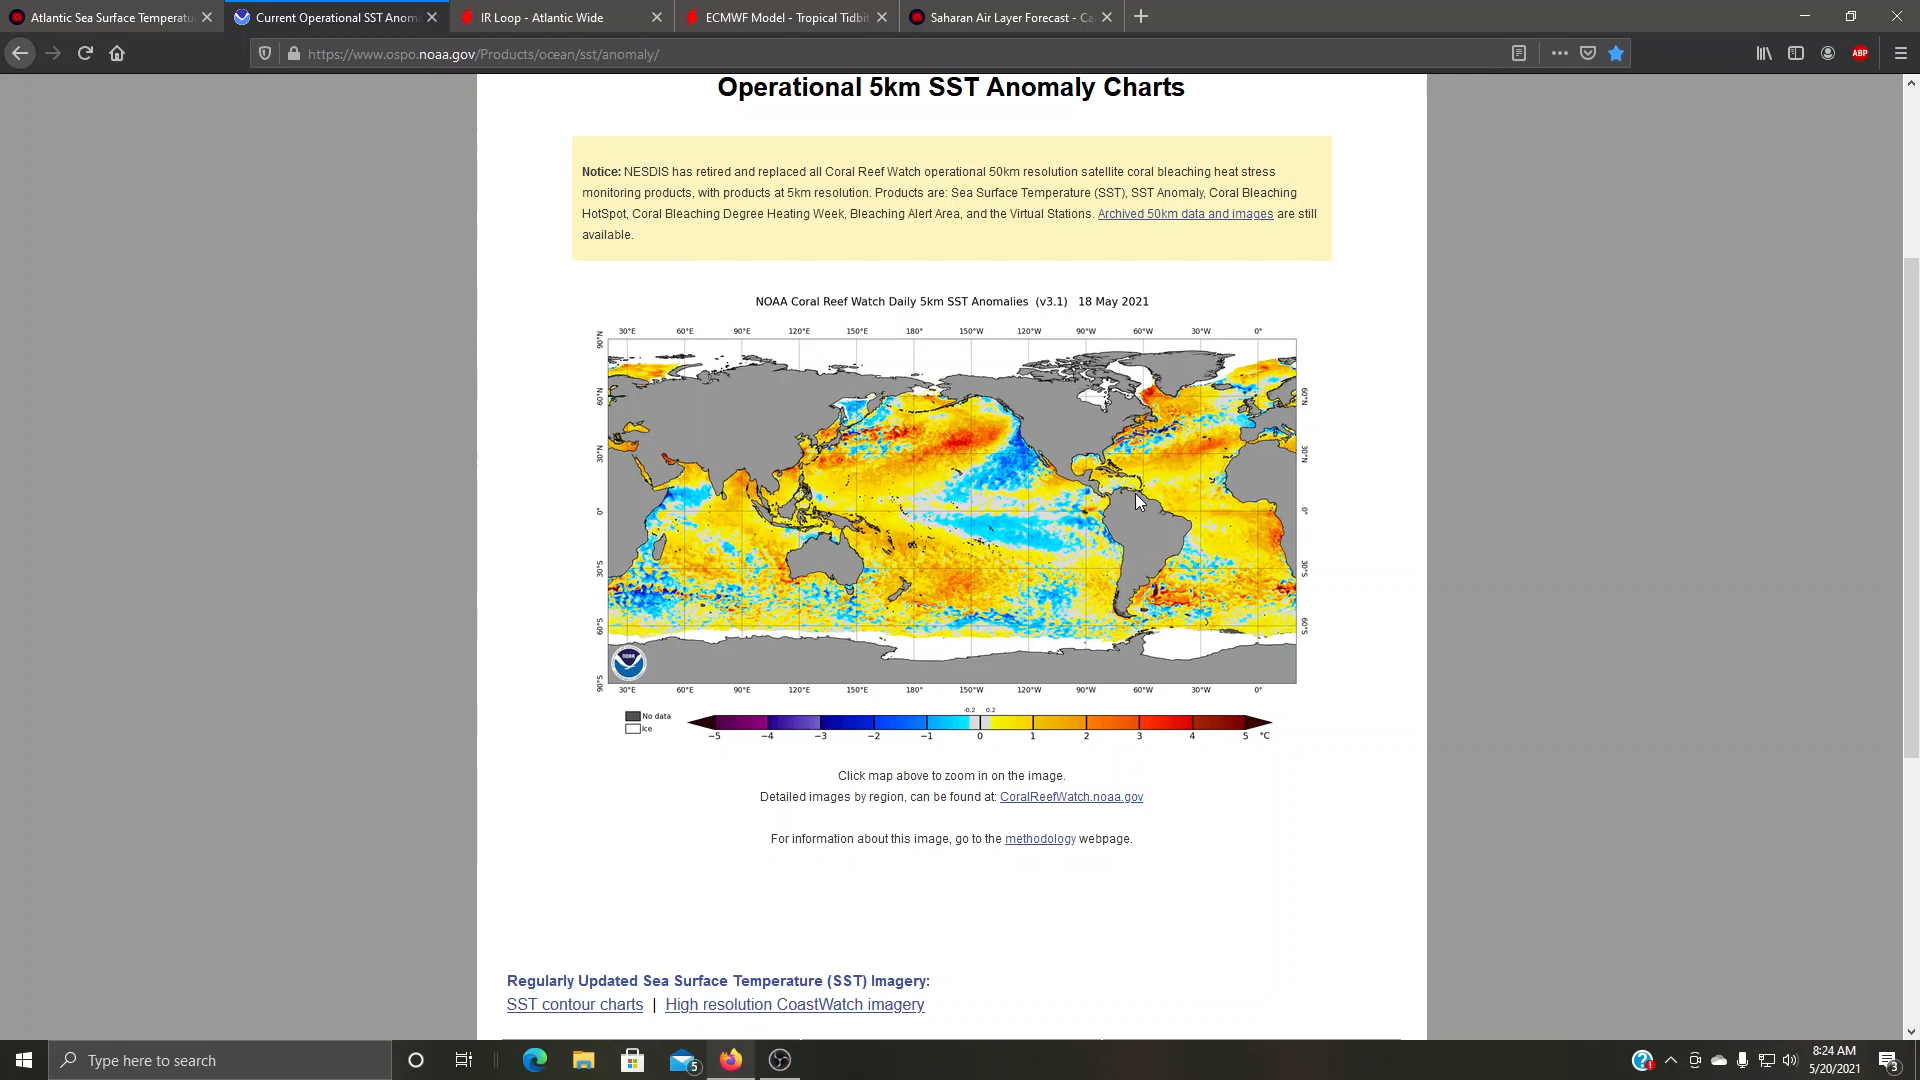 Atlantic Sea Surface Temperatu
Current Operational SST Anom
IR Loop - Atlantic Wide
ECMWF Model - Tropical Tidbi
Saharan Air Layer Forecast - Ca
https://www.ospo.noaa.gov/Products/ocean/sst/anomaly/
ABP
Operational 5km SST Anomaly Charts
Notice: NESDIS has retired and replaced all Coral Reef Watch operational 50km resolution satellite coral bleaching heat stress
monitoring products, with products at 5km resolution. Products are: Sea Surface Temperature (SST), SST Anomaly, Coral Bleaching
HotSpot, Coral Bleaching Degree Heating Week, Bleaching Alert Area, and the Virtual Stations. Archived 50km data and images are still
available.
NOAA Coral Reef Watch Daily 5km SST Anomalies (v3.1) 18 May 2021
30°E 60°E 90°E 120°E 150°E 180° 150°W 120°W 90°W 60°W 30°W 0°
90°N
60°N 60°N
30°N 30°N
0° 0°
30°S 30°S
60°S 60°S
NOAA
90°S
30°E 60°E 90°E 120°E 150°E 180° 150°W 120°W 90°W 60°W 30°W 0°
-0.2 0.2
No data
Ice
−5 −4 −3 −2 −1 0 1 2 3 4 5 °C
Click map above to zoom in on the image.
Detailed images by region, can be found at: CoralReefWatch.noaa.gov
For information about this image, go to the methodology webpage.
Regularly Updated Sea Surface Temperature (SST) Imagery:
SST contour charts | High resolution CoastWatch imagery
Type here to search
5
8:24 AM
5/20/2021
3